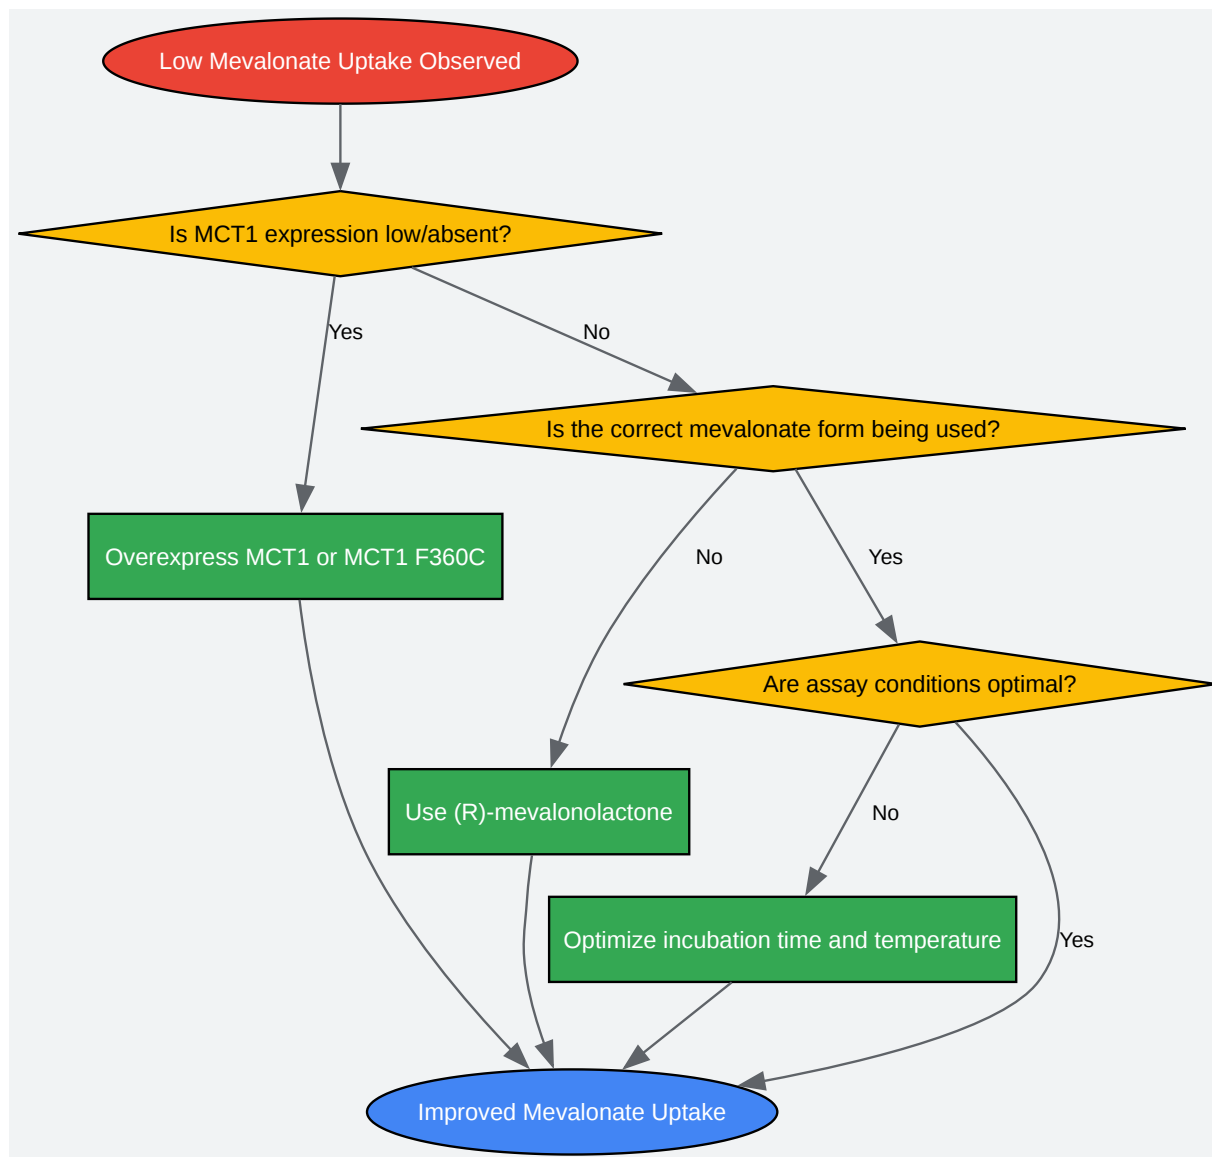 Low Mevalonate Uptake Observed
Is MCT1 expression low/absent?
Yes
No
Is the correct mevalonate form being used?
Overexpress MCT1 or MCT1 F360C
No
Yes
Are assay conditions optimal?
Use (R)-mevalonolactone
No
Optimize incubation time and temperature
Yes
Improved Mevalonate Uptake